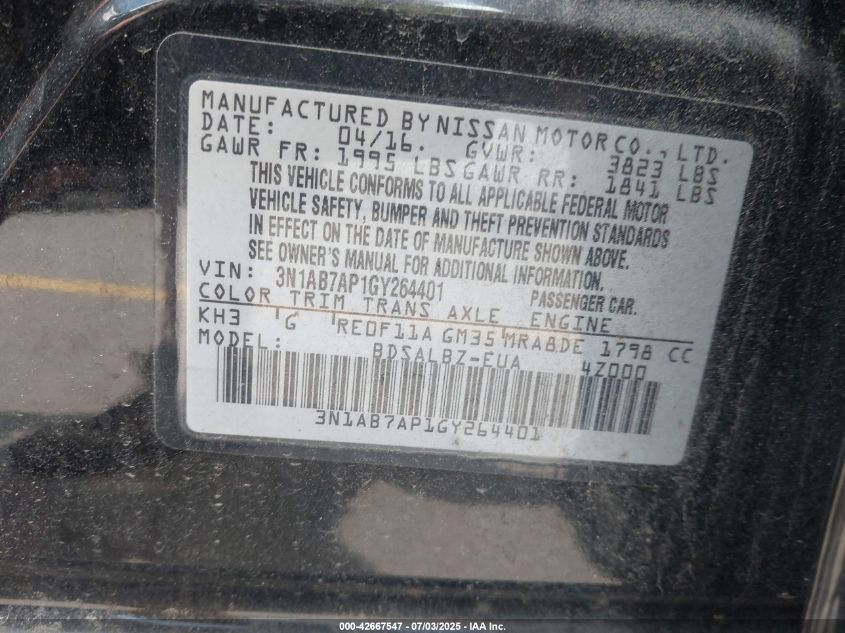 MANUFACTURED BY NISSAN MOTOR CO., LTD.
DATE: 04/16. GVWR: 3823 LBS
GAWR FR: 1995 LBS GAWR RR: 1841 LBS
THIS VEHICLE CONFORMS TO ALL APPLICABLE FEDERAL MOTOR
VEHICLE SAFETY, BUMPER AND THEFT PREVENTION STANDARDS
IN EFFECT ON THE DATE OF MANUFACTURE SHOWN ABOVE.
SEE OWNER'S MANUAL FOR ADDITIONAL INFORMATION.
VIN: 3N1AB7AP1GY264401 PASSENGER CAR.
COLOR TRIM TRANS AXLE ENGINE
KH3 G RE0F11A GM35 MRA8DE 1798 CC
MODEL: BDSALBZ-EUA 4Z000
3N1AB7AP1GY264401
000-42667547 - 07/03/2025 - IAA Inc.